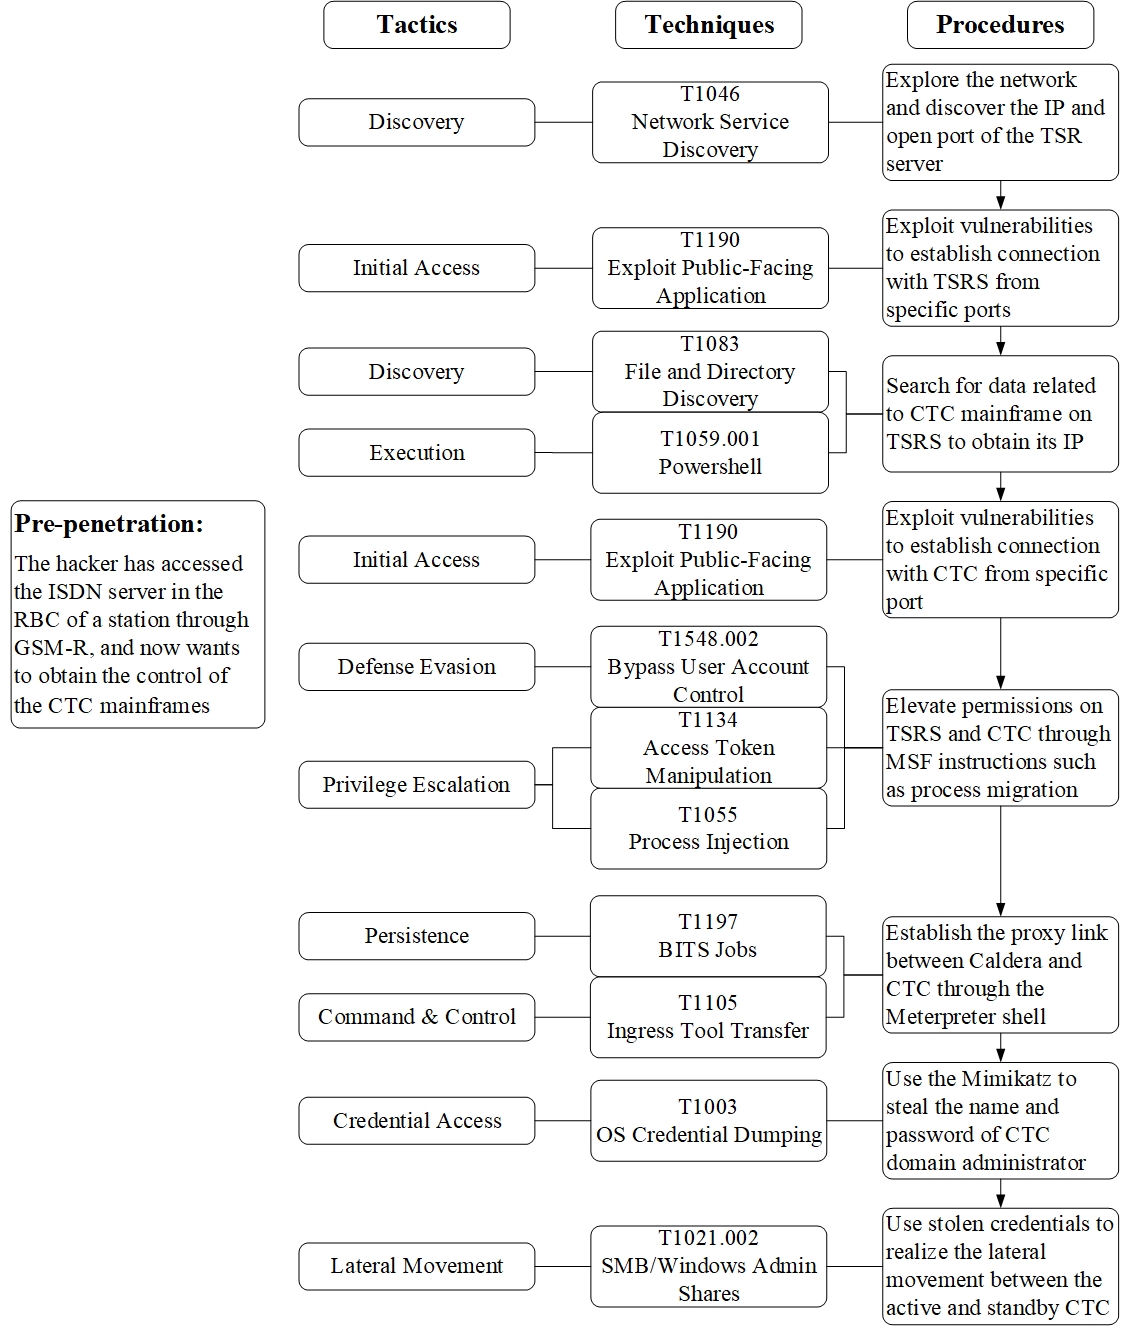 Tactics
Techniques
Procedures
Discovery
T1046
Network Service
Discovery
Explore the network
and discover the IP and
open port of the TSR
server
Initial Access
T1190
Exploit Public-Facing
Application
Exploit vulnerabilities
to establish connection
with TSRS from
specific ports
Discovery
T1083
File and Directory
Discovery
Execution
T1059.001
Powershell
Search for data related
to CTC mainframe on
TSRS to obtain its IP
Pre-penetration:
The hacker has accessed
the ISDN server in the
RBC of a station through
GSM-R, and now wants
to obtain the control of
the CTC mainframes
Initial Access
T1190
Exploit Public-Facing
Application
Exploit vulnerabilities
to establish connection
with CTC from specific
port
Defense Evasion
T1548.002
Bypass User Account
Control
Privilege Escalation
T1134
Access Token
Manipulation
T1055
Process Injection
Elevate permissions on
TSRS and CTC through
MSF instructions such
as process migration
Persistence
T1197
BITS Jobs
Command & Control
T1105
Ingress Tool Transfer
Establish the proxy link
between Caldera and
CTC through the
Meterpreter shell
Credential Access
T1003
OS Credential Dumping
Use the Mimikatz to
steal the name and
password of CTC
domain administrator
Lateral Movement
T1021.002
SMB/Windows Admin
Shares
Use stolen credentials to
realize the lateral
movement between the
active and standby CTC